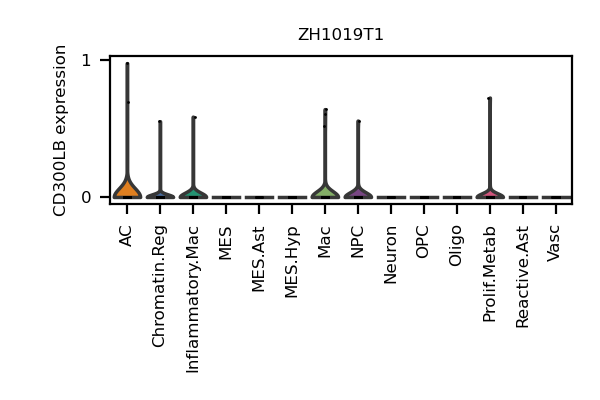 ZH1019T1
CD300LB expression
1
0
AC
Chromatin.Reg
Inflammatory.Mac
MES
MES.Ast
MES.Hyp
Mac
NPC
Neuron
OPC
Oligo
Prolif.Metab
Reactive.Ast
Vasc